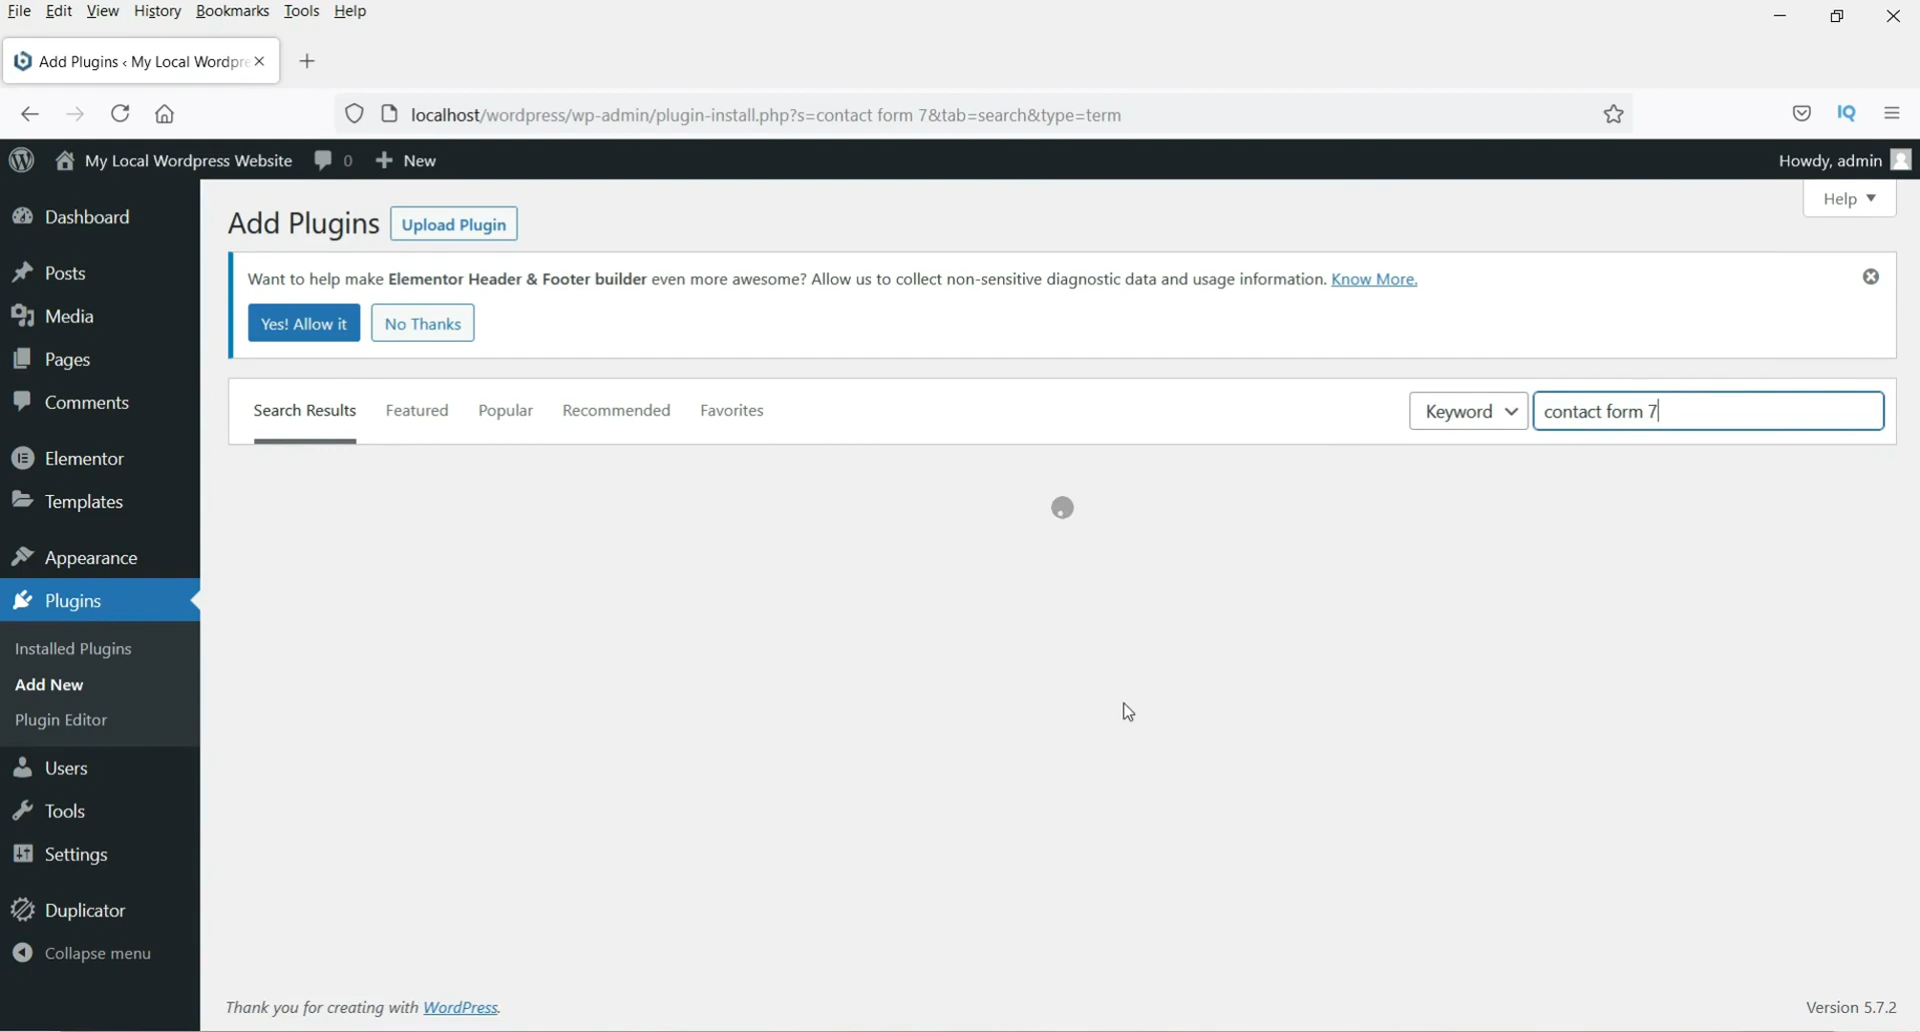 File Edit View History Bookmarks Tools Help
Add Plugins ‹ My Local Wordpre
localhost/wordpress/wp-admin/plugin-install.php?s=contact form 7&tab=search&type=term
IQ
My Local Wordpress Website 0 New
Howdy, admin
Dashboard
Posts
Media
Pages
Comments
Elementor
Templates
Appearance
Plugins
Installed Plugins
Add New
Plugin Editor
Users
Tools
Settings
Duplicator
Collapse menu
Help
Add Plugins Upload Plugin
Want to help make Elementor Header & Footer builder even more awesome? Allow us to collect non-sensitive diagnostic data and usage information. Know More.
Yes! Allow it No Thanks
Search Results Featured Popular Recommended Favorites Keyword contact form 7
Thank you for creating with WordPress.
Version 5.7.2